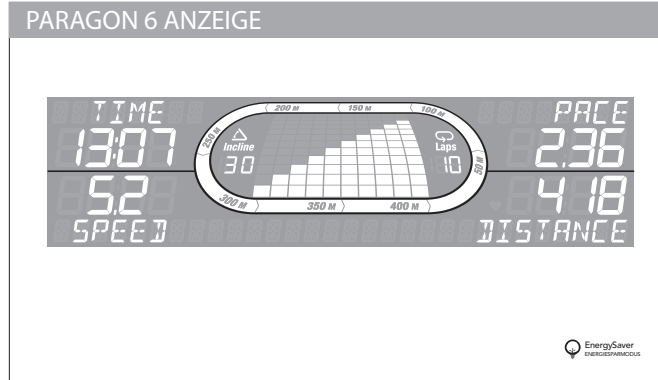 PARAGON 6 ANZEIGE
TIME
13:07
5.2
SPEED
200 M
150 M
100 M
250 M
50 M
300 M
350 M
400 M
Incline
30
Laps
10
PACE
2.36
4.18
DISTANCE
EnergySaver
ENERGIESPARMODUS